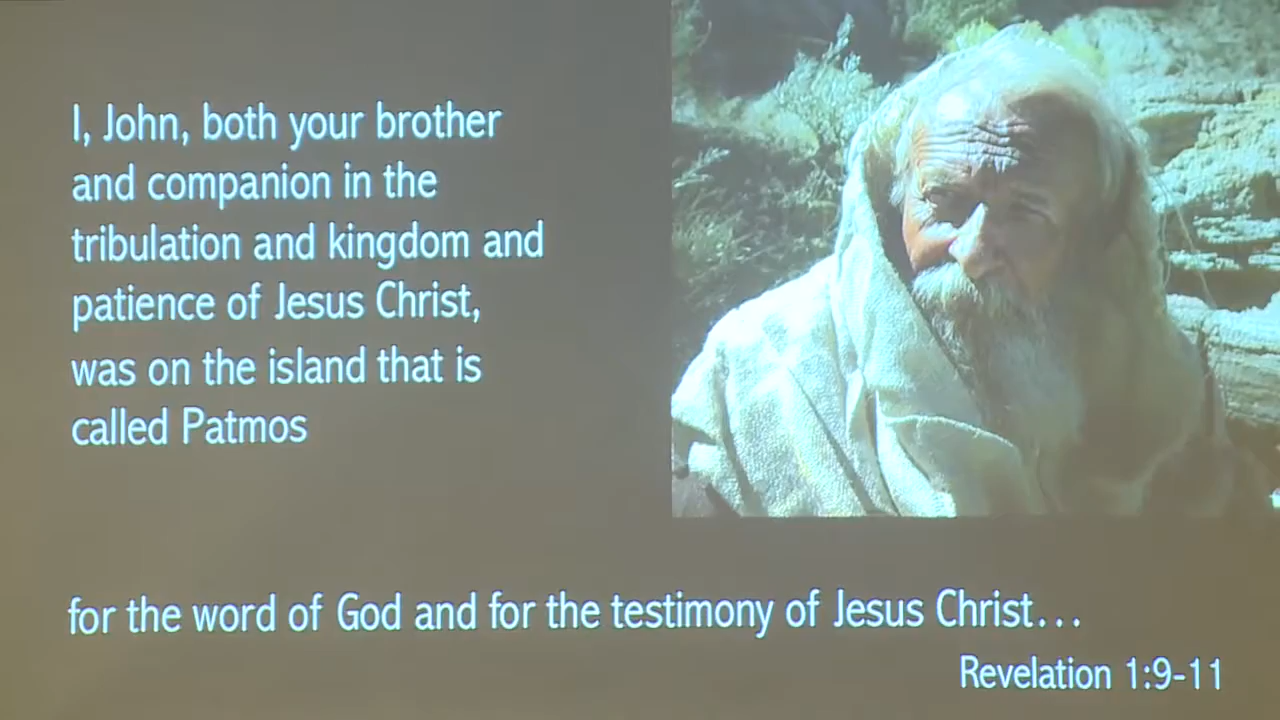 I, John, both your brother
and companion in the
tribulation and kingdom and
patience of Jesus Christ,
was on the island that is
called Patmos
for the word of God and for the testimony of Jesus Christ...
Revelation 1:9-11